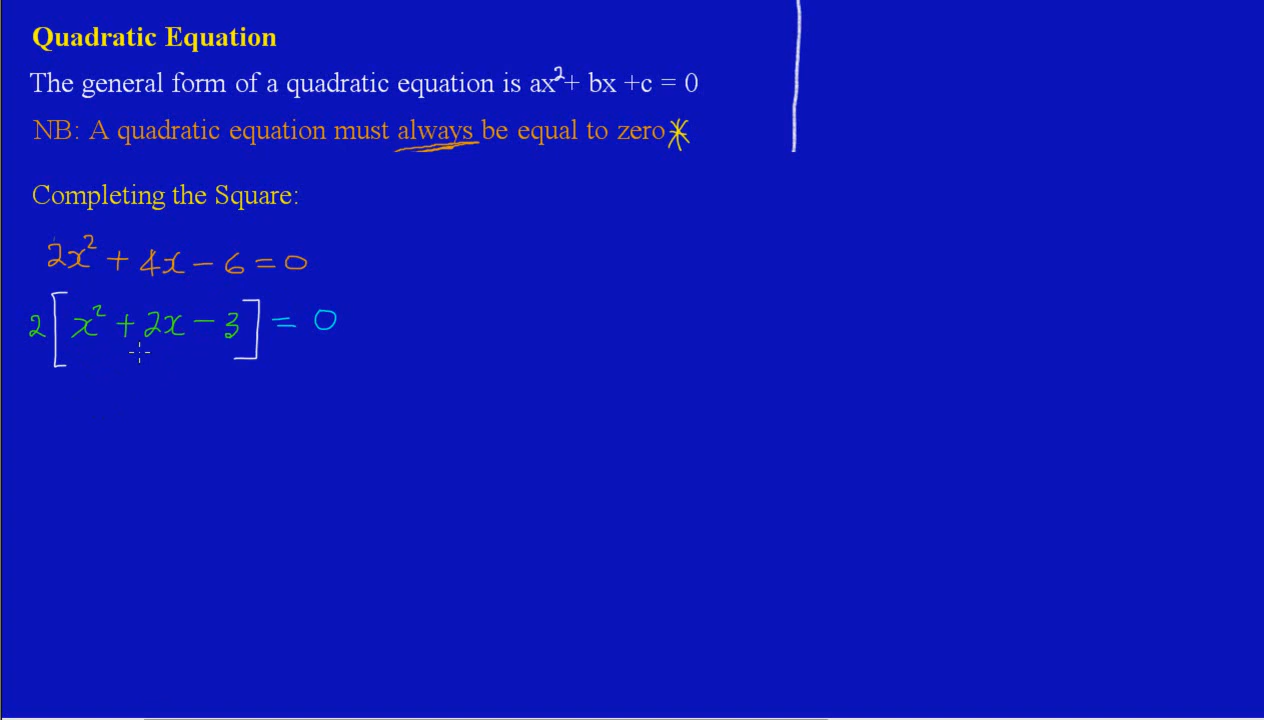 Quadratic Equation
The general form of a quadratic equation is ax²+ bx +c = 0
NB: A quadratic equation must always be equal to zero*
Completing the Square:
2x² + 4x - 6 = 0
2[x² + 2x - 3] = 0